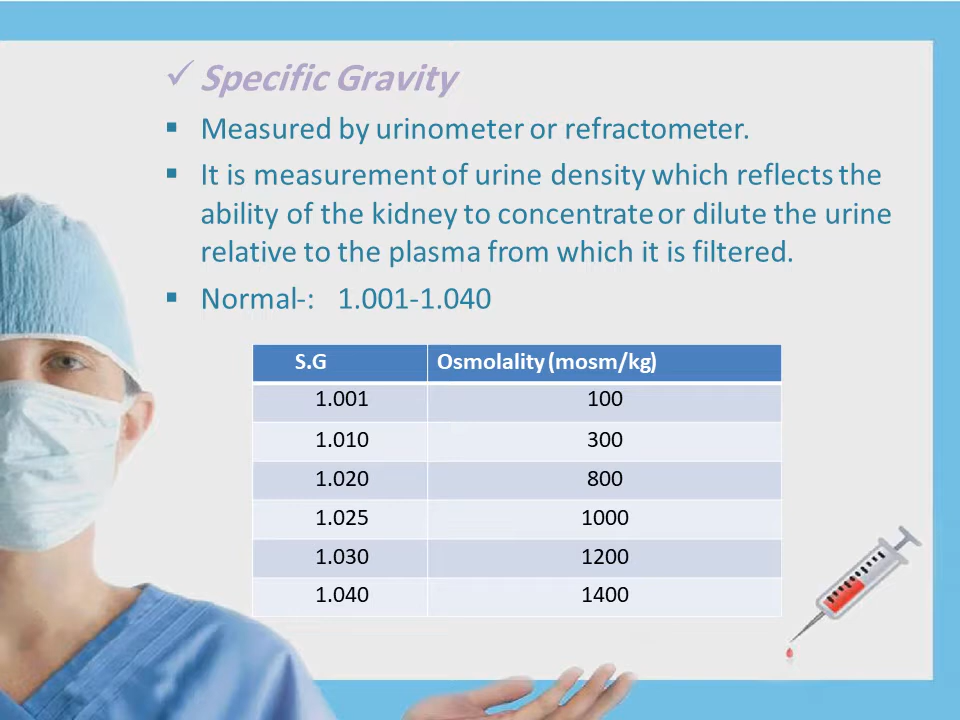 ✓ Specific Gravity
▪ Measured by urinometer or refractometer.
▪ It is measurement of urine density which reflects the
ability of the kidney to concentrate or dilute the urine
relative to the plasma from which it is filtered.
▪ Normal-: 1.001-1.040
S.G Osmolality (mosm/kg)
1.001 100
1.010 300
1.020 800
1.025 1000
1.030 1200
1.040 1400